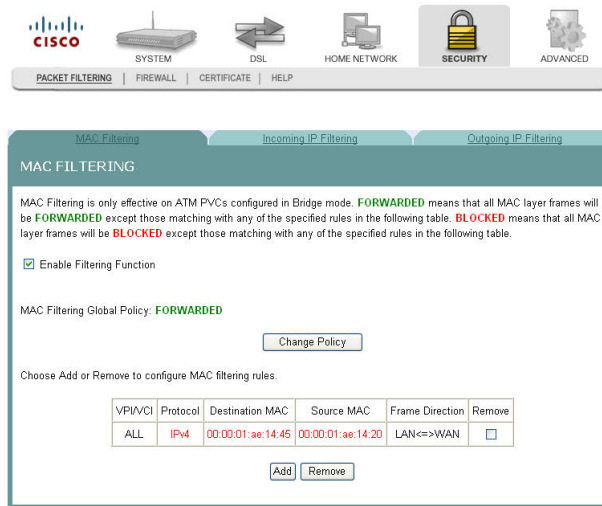 CISCO
SYSTEM DSL HOME NETWORK SECURITY ADVANCED
PACKET FILTERING | FIREWALL | CERTIFICATE | HELP
MAC Filtering Incoming IP Filtering Outgoing IP Filtering
MAC FILTERING
MAC Filtering is only effective on ATM PVCs configured in Bridge mode. FORWARDED means that all MAC layer frames will
be FORWARDED except those matching with any of the specified rules in the following table. BLOCKED means that all MAC
layer frames will be BLOCKED except those matching with any of the specified rules in the following table.
Enable Filtering Function
MAC Filtering Global Policy: FORWARDED
Change Policy
Choose Add or Remove to configure MAC filtering rules.
VPI/VCI Protocol Destination MAC Source MAC Frame Direction Remove
ALL IPv4 00:00:01:ae:14:45 00:00:01:ae:14:20 LAN<=>WAN
Add Remove